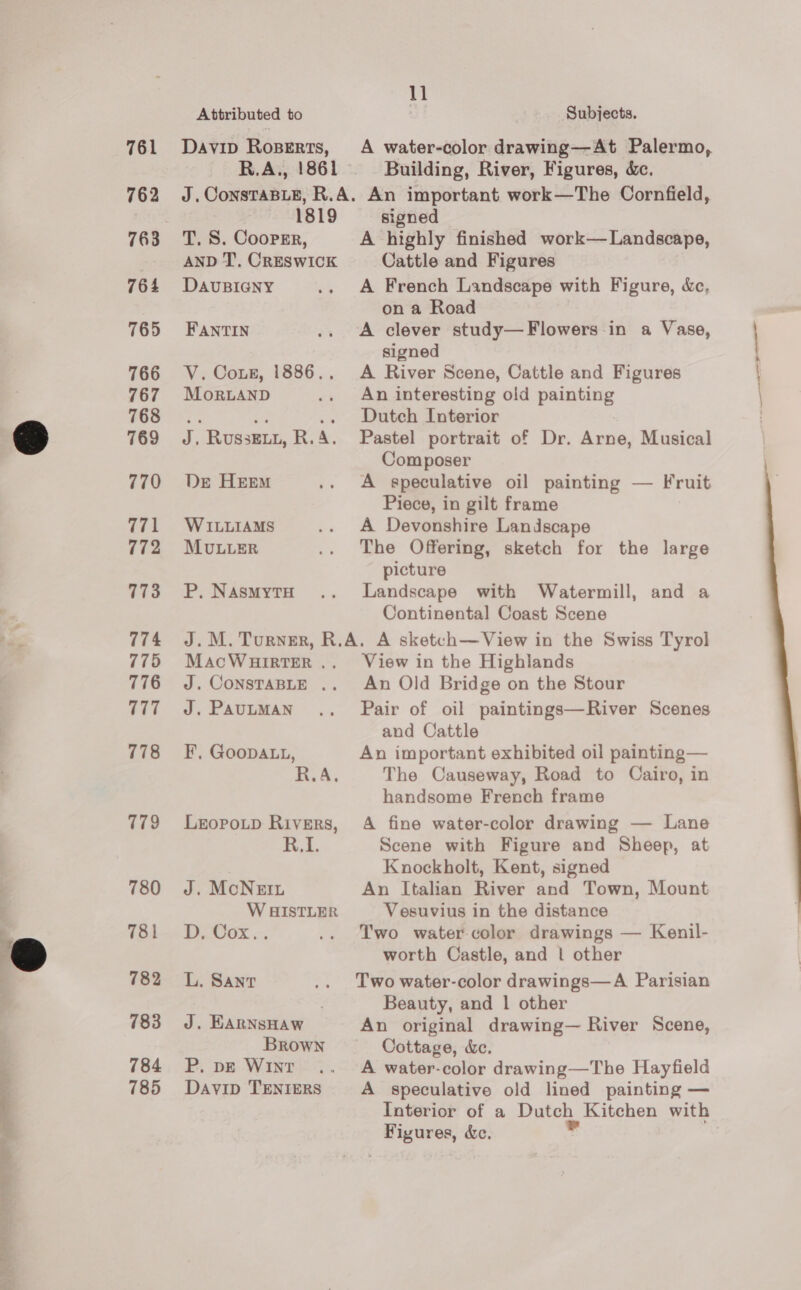 11
Attributed to Subjects.
761 DAVID ROBERTS, A water-color drawing—At Palermo,
R.A., 1861 Building, River, Figures, &c.
762 J. CONSTABLE, R.A. An important work—The Cornfield,
1819 signed
763 T. S. COOPER, A highly finished work—Landscape,
AND T. CRESWICK Cattle and Figures
764 DAUBIGNY .. A French Landscape with Figure, &c.
on a Road
765 FANTIN .. A clever study—Flowers in a Vase,
signed
766 V. COLE, 1886.. A River Scene, Cattle and Figures
767 MORLAND .. An interesting old painting
768 .. .. .. Dutch Interior
769 J. RUSSELL, R.A. Pastel portrait of Dr. Arne, Musical
Composer
770 DE HEEM .. A speculative oil painting — Fruit
Piece, in gilt frame
771 WILLIAMS .. A Devonshire Landscape
772 MULLER .. The Offering, sketch for the large
picture
773 P. NASMYTH .. Landscape with Watermill, and a
Continental Coast Scene
774 J. M. TURNER, R.A. A sketch—View in the Swiss Tyrol
775 MACWHIRTER .. View in the Highlands
776 J. CONSTABLE .. An Old Bridge on the Stour
777 J. PAULMAN .. Pair of oil paintings—River Scenes
and Cattle
778 F. GOODALL, An important exhibited oil painting—
R.A. The Causeway, Road to Cairo, in
handsome French frame
779 LEOPOLD RIVERS, A fine water-color drawing — Lane
R.I. Scene with Figure and Sheep, at
Knockholt, Kent, signed
780 J. MCNEIL An Italian River and Town, Mount
WHISTLER Vesuvius in the distance
781 D. COX.. .. Two water color drawings — Kenil-
worth Castle, and 1 other
782 L. SANT .. Two water-color drawings—A Parisian
Beauty, and 1 other
783 J. EARNSHAW An original drawing—River Scene,
BROWN Cottage, &c.
784 P. DE WINT .. A water-color drawing—The Hayfield
785 DAVID TENIERS A speculative old lined painting —
Interior of a Dutch Kitchen with
Figures, &c.